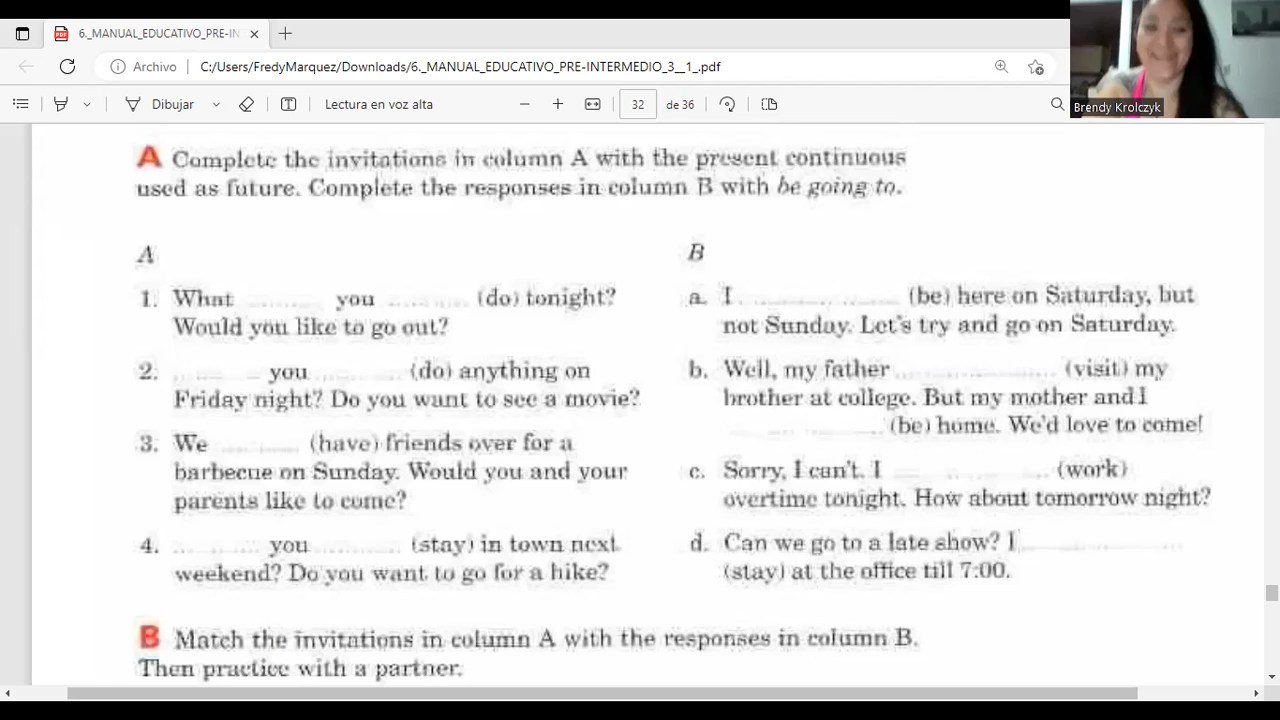 6._MANUAL_EDUCATIVO_PRE-IN
Archivo C:/Users/FredyMarquez/Downloads/6._MANUAL_EDUCATIVO_PRE-INTERMEDIO_3__1_.pdf
Dibujar Lectura en voz alta 32 de 36
Brendy Krolczyk
A Complete the invitations in column A with the present continuous
used as future. Complete the responses in column B with be going to.
A
1. What ............ you ............ (do) tonight?
Would you like to go out?
2. ............ you ............ (do) anything on
Friday night? Do you want to see a movie?
3. We ............ (have) friends over for a
barbecue on Sunday. Would you and your
parents like to come?
4. ............ you ............ (stay) in town next
weekend? Do you want to go for a hike?
B
a. I ........................ (be) here on Saturday, but
not Sunday. Let's try and go on Saturday.
b. Well, my father ........................ (visit) my
brother at college. But my mother and I
........................ (be) home. We'd love to come!
c. Sorry, I can't. I ........................ (work)
overtime tonight. How about tomorrow night?
d. Can we go to a late show? I ........................
(stay) at the office till 7:00.
B Match the invitations in column A with the responses in column B.
Then practice with a partner.